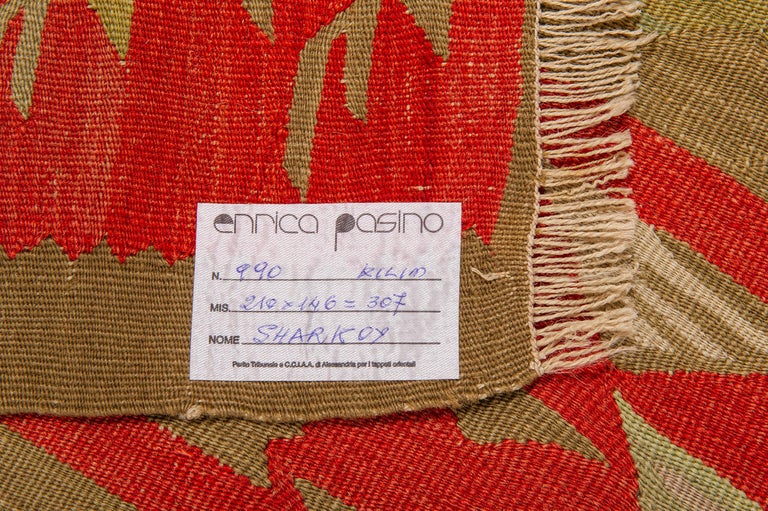 enrica pasino
N. 990 KILIM
MIS. 210 x 146 = 307
NOME SHARKOY
Perito Tribunale e C.C.I.A.A. di Alessandria per i tappeti orientali